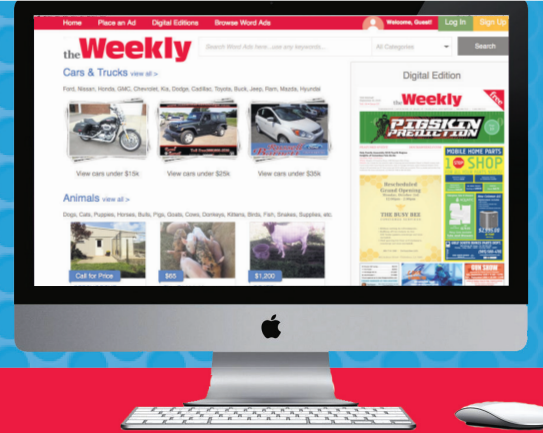 Home Place an Ad Digital Editions Browse Word Ads Welcome, Guest! Log In Sign Up
the Weekly
Search Word Ads here...use any keywords... All Categories Search
Cars & Trucks view all >
Ford, Nissan, Honda, GMC, Chevrolet, Kia, Dodge, Cadillac, Toyota, Buick, Jeep, Ram, Mazda, Hyundai
View cars under $15k View cars under $25k View cars under $35k
Animals view all >
Dogs, Cats, Puppies, Horses, Bulls, Pigs, Goats, Cows, Donkeys, Kittens, Birds, Fish, Snakes, Supplies, etc
Call for Price $65 $1,200
Digital Edition
the Weekly
free
PIGSKIN
PREDICTION
Rescheduled
Grand Opening
THE BUSY BEE
MOBILE HOME PARTS
1 STOP SHOP
$2,195.00
GUN SHOW